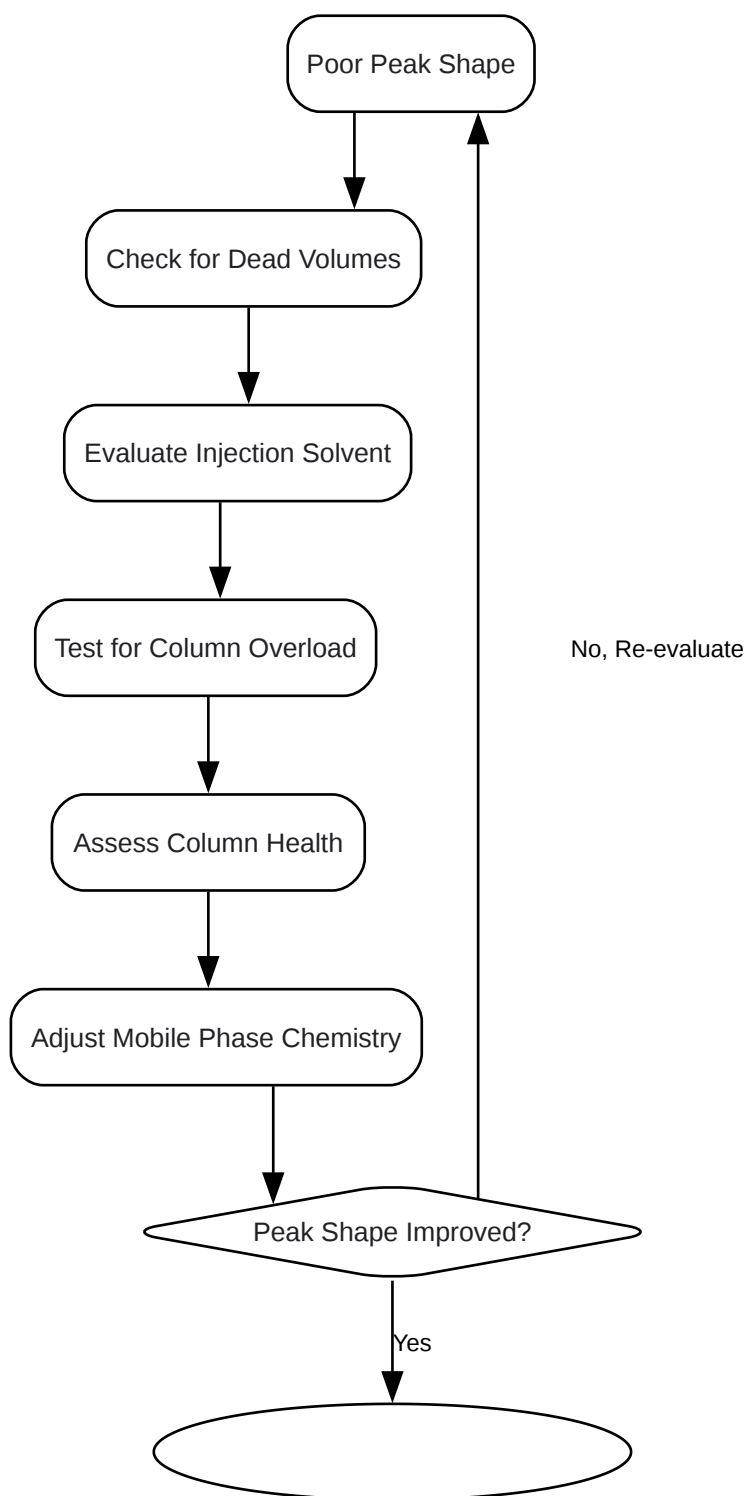 Poor Peak Shape
Check for Dead Volumes
Evaluate Injection Solvent
Test for Column Overload
No, Re-evaluate
Assess Column Health
Adjust Mobile Phase Chemistry
Peak Shape Improved?
Yes